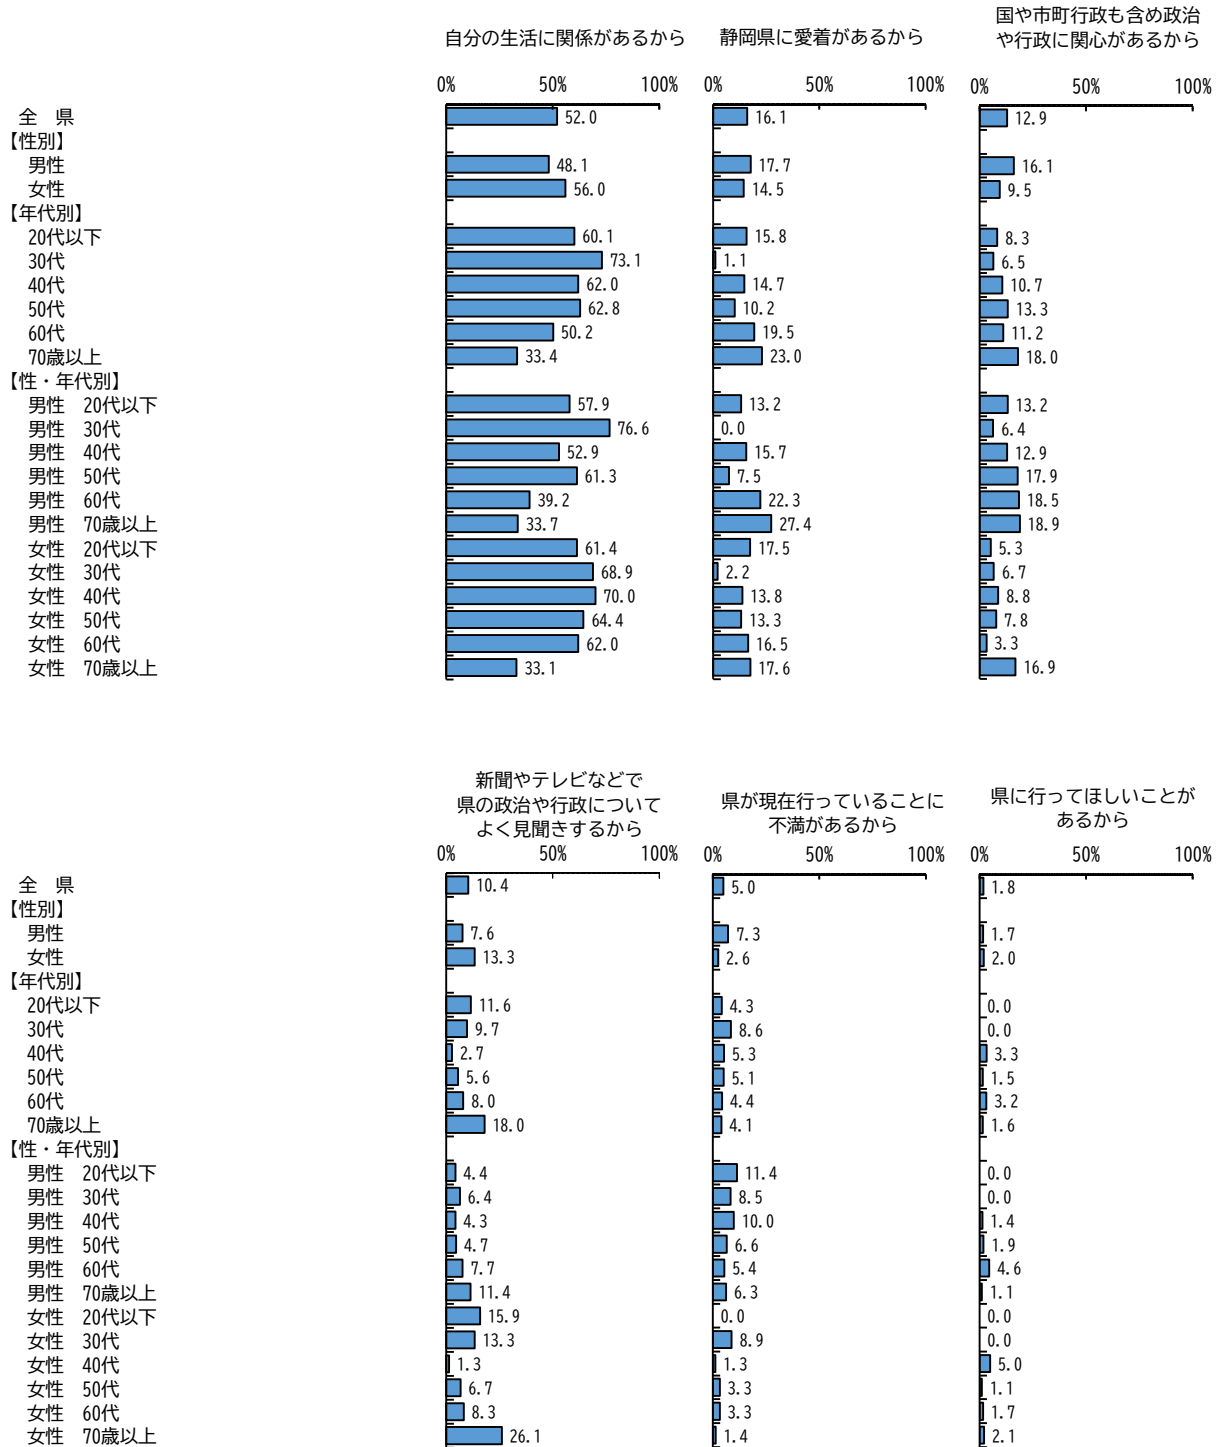 自分の生活に関係があるから 静岡県に愛着があるから 国や市町行政も含め政治
や行政に関心があるから
0% 50% 100% 0% 50% 100% 0% 50% 100%
全　県 52.0 16.1 12.9
【性別】
男性 48.1 17.7 16.1
女性 56.0 14.5 9.5
【年代別】
20代以下 60.1 15.8 8.3
30代 73.1 1.1 6.5
40代 62.0 14.7 10.7
50代 62.8 10.2 13.3
60代 50.2 19.5 11.2
70歳以上 33.4 23.0 18.0
【性・年代別】
男性　20代以下 57.9 13.2 13.2
男性　30代 76.6 0.0 6.4
男性　40代 52.9 15.7 12.9
男性　50代 61.3 7.5 17.9
男性　60代 39.2 22.3 18.5
男性　70歳以上 33.7 27.4 18.9
女性　20代以下 61.4 17.5 5.3
女性　30代 68.9 2.2 6.7
女性　40代 70.0 13.8 8.8
女性　50代 64.4 13.3 7.8
女性　60代 62.0 16.5 3.3
女性　70歳以上 33.1 17.6 16.9
新聞やテレビなどで
県の政治や行政について
よく見聞きするから
県が現在行っていることに
不満があるから
県に行ってほしいことが
あるから
0% 50% 100% 0% 50% 100% 0% 50% 100%
全　県 10.4 5.0 1.8
【性別】
男性 7.6 7.3 1.7
女性 13.3 2.6 2.0
【年代別】
20代以下 11.6 4.3 0.0
30代 9.7 8.6 0.0
40代 2.7 5.3 3.3
50代 5.6 5.1 1.5
60代 8.0 4.4 3.2
70歳以上 18.0 4.1 1.6
【性・年代別】
男性　20代以下 4.4 11.4 0.0
男性　30代 6.4 8.5 0.0
男性　40代 4.3 10.0 1.4
男性　50代 4.7 6.6 1.9
男性　60代 7.7 5.4 4.6
男性　70歳以上 11.4 6.3 1.1
女性　20代以下 15.9 0.0 0.0
女性　30代 13.3 8.9 0.0
女性　40代 1.3 1.3 5.0
女性　50代 6.7 3.3 1.1
女性　60代 8.3 3.3 1.7
女性　70歳以上 26.1 1.4 2.1